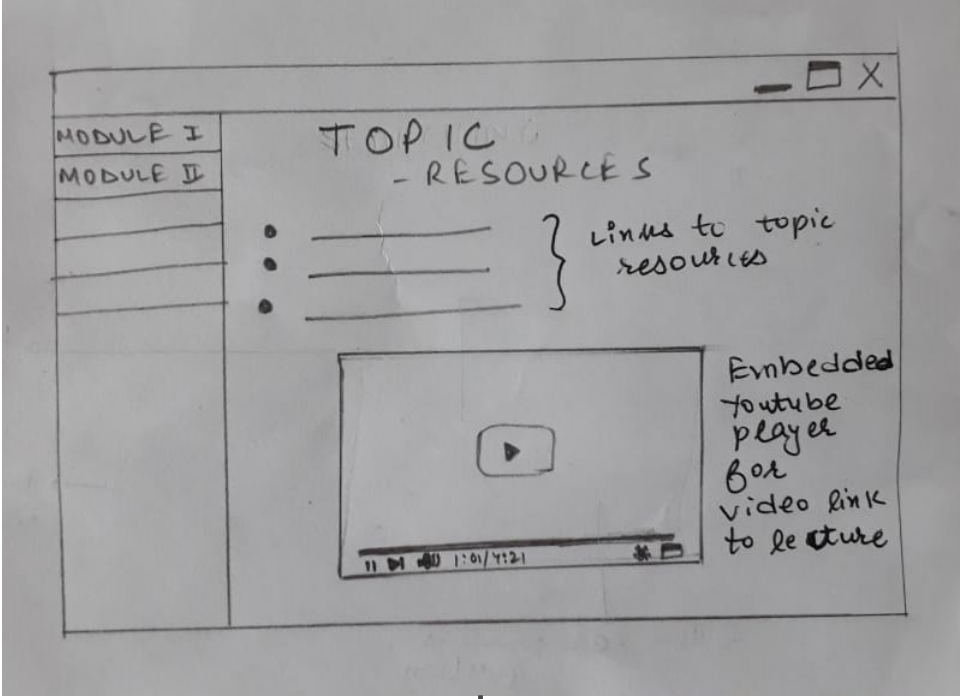 MODULE I
MODULE II
TOPIC
- RESOURCES
Links to topic
resources
Embedded
Youtube
player
for
video link
to lecture
1:01/4:21